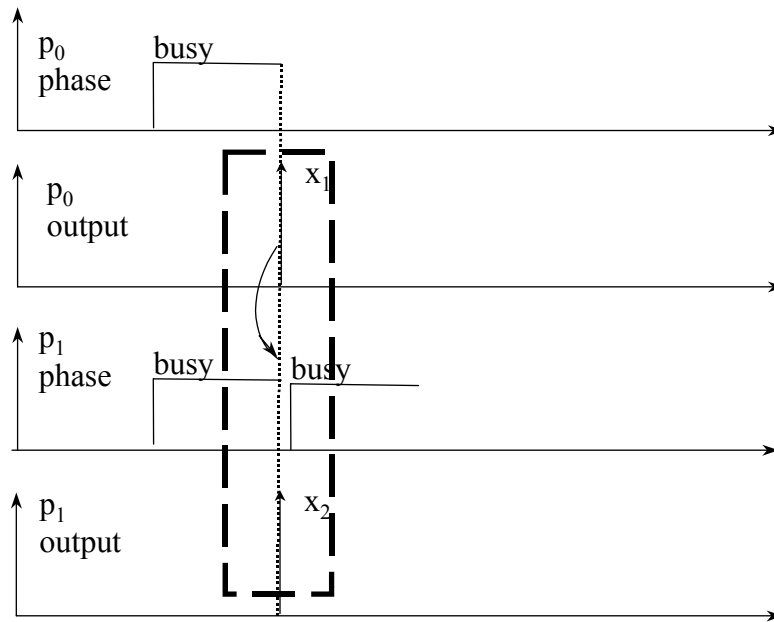 p₀ busy
phase
p₀ x₁
output
p₁
phase busy busy
p₁ x₂
output